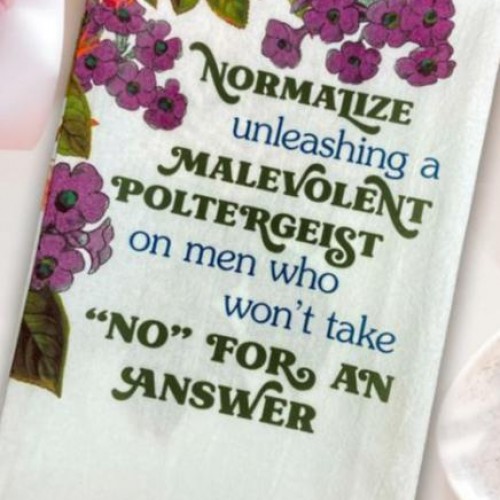 NORMALIZE
unleashing a
MALEVOLENT
POLTERGEIST
on men who
won't take
“NO” FOR AN
ANSWER